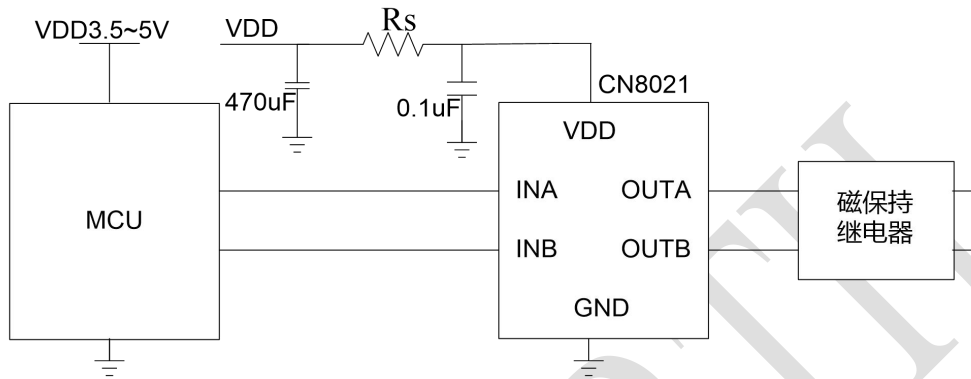 VDD3.5~5V
VDD
Rs
470uF
0.1uF
CN8021
VDD
MCU
INA
OUTA
INB
OUTB
GND
磁保持
继电器